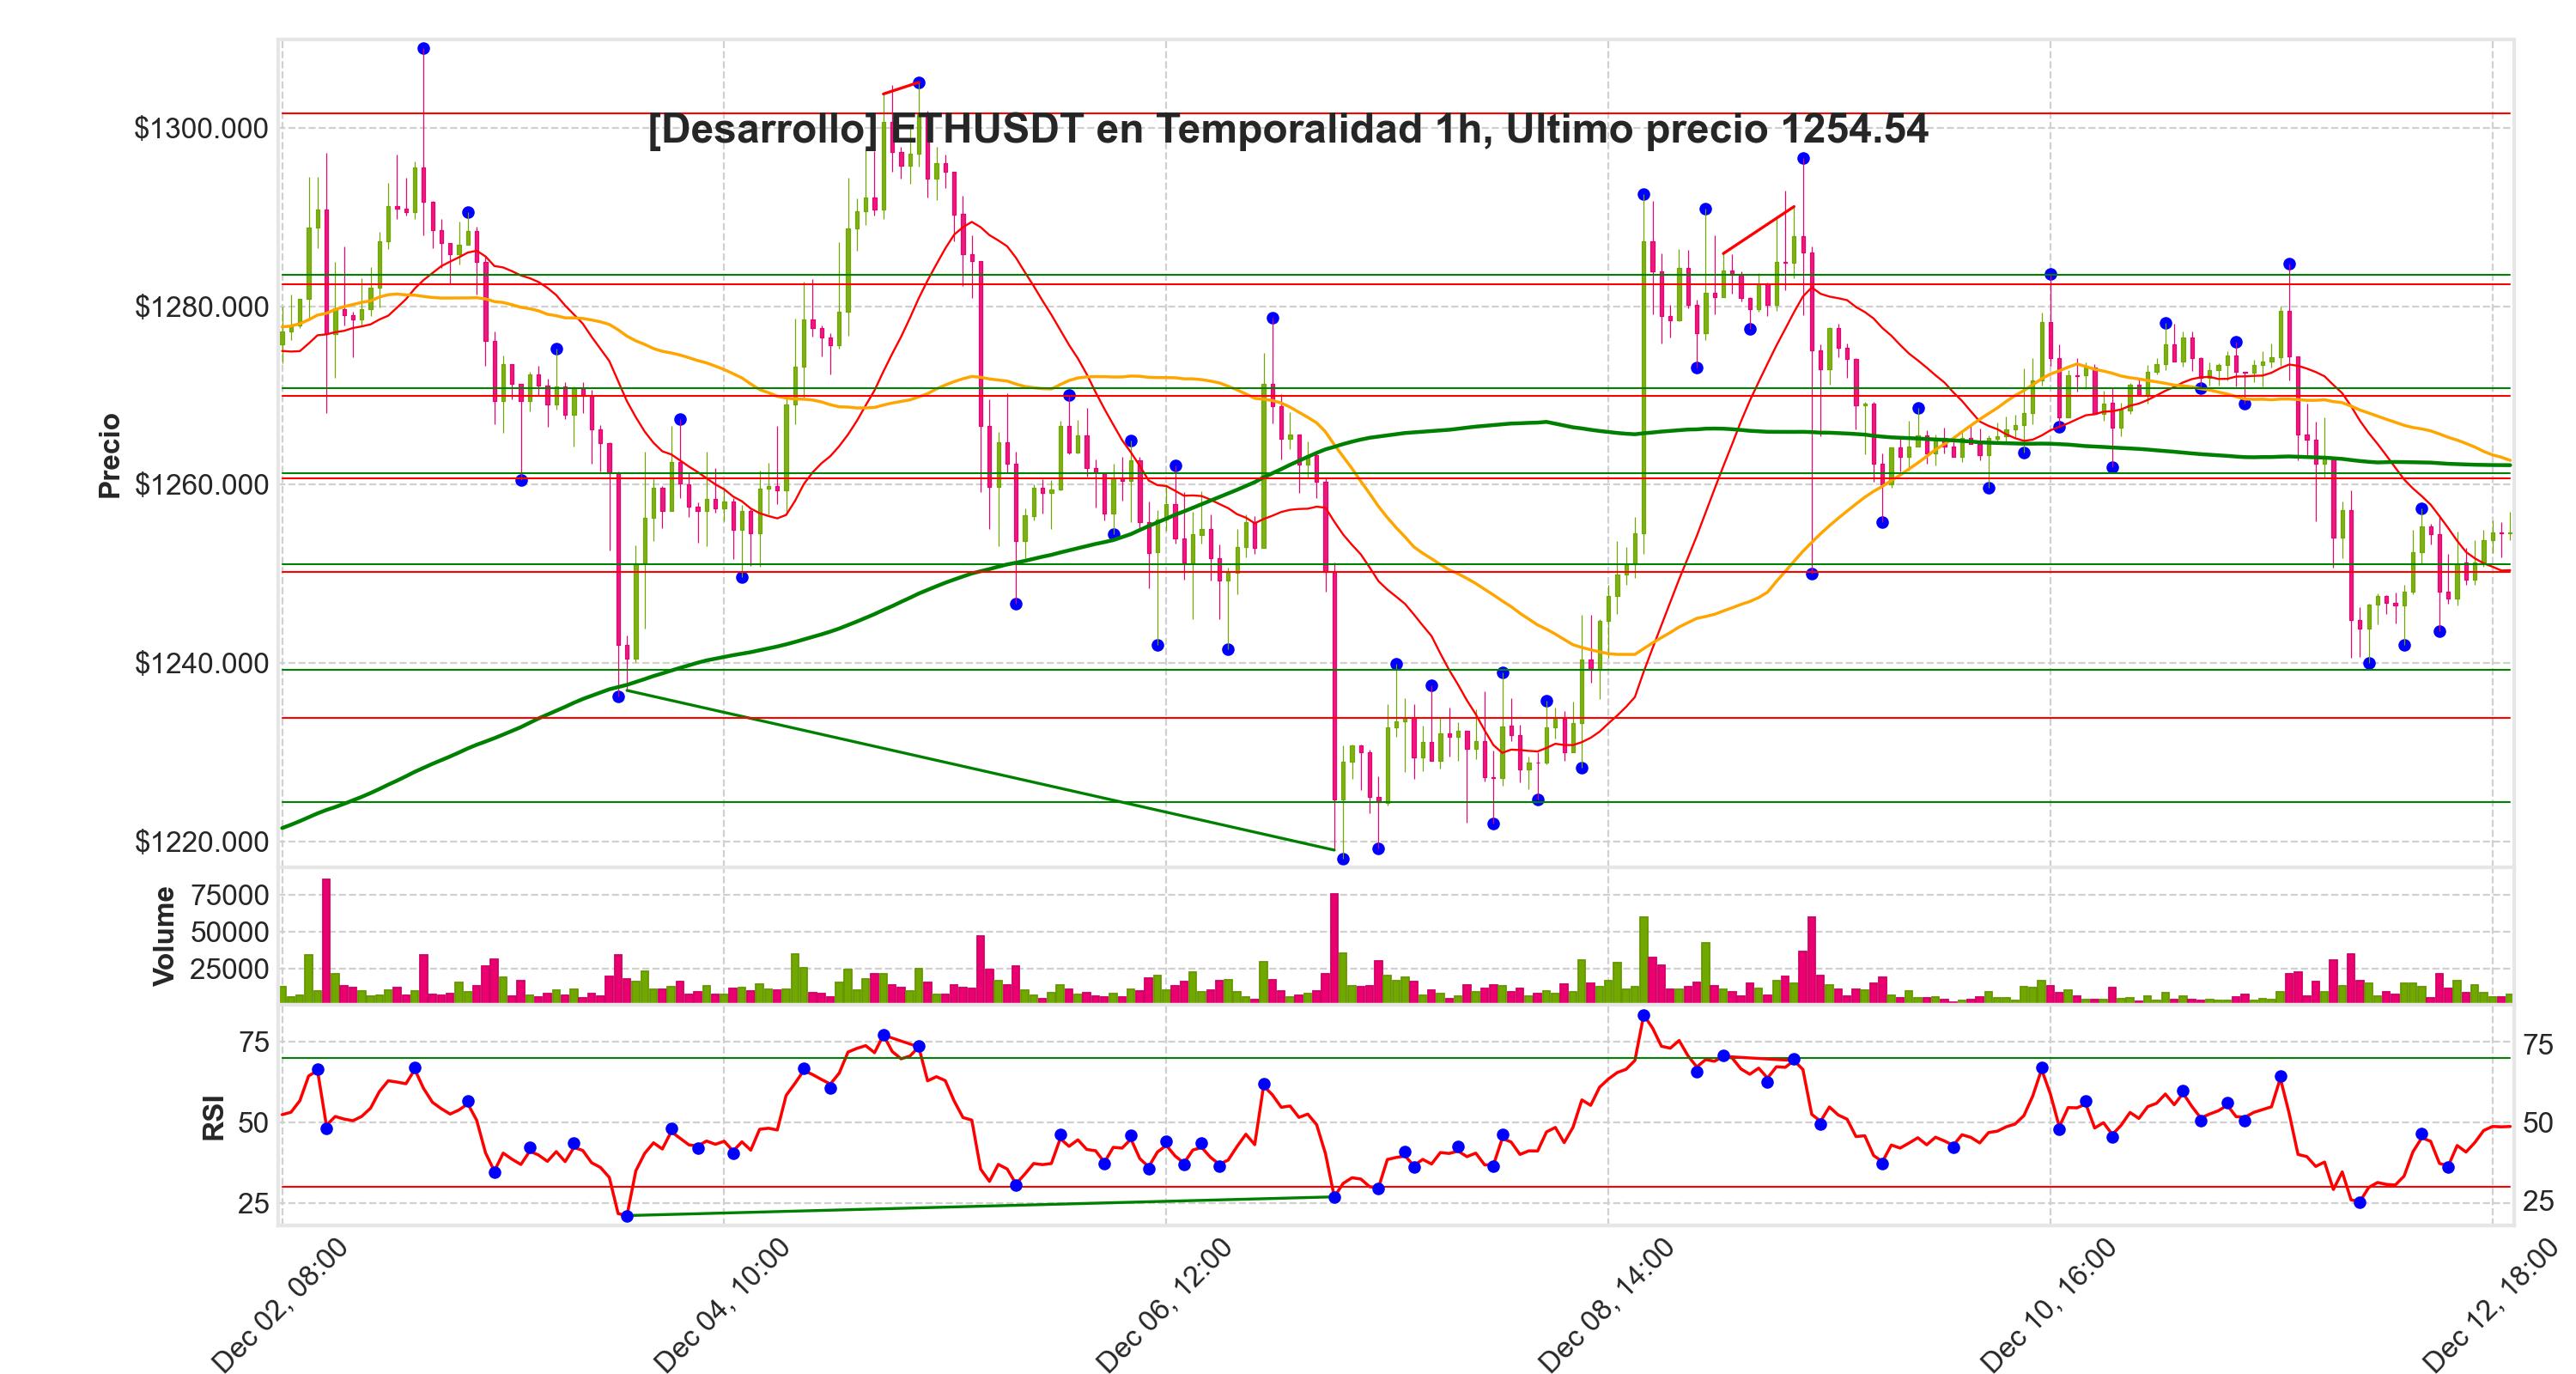 [Desarrollo] ETHUSDT en Temporalidad 1h, Ultimo precio 1254.54
Precio
$1300.000
$1280.000
$1260.000
$1240.000
$1220.000
Volume
75000
50000
25000
RSI
75
50
25
75
50
25
Dec 02, 08:00
Dec 04, 10:00
Dec 06, 12:00
Dec 08, 14:00
Dec 10, 16:00
Dec 12, 18:00